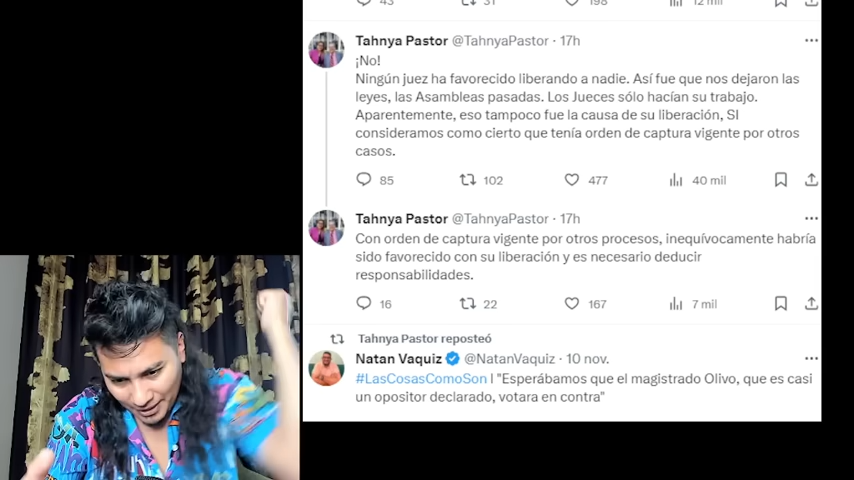 43 31 198 12 mil
Tahnya Pastor @TahnyaPastor · 17h
¡No!
Ningún juez ha favorecido liberando a nadie. Así fue que nos dejaron las
leyes, las Asambleas pasadas. Los Jueces sólo hacían su trabajo.
Aparentemente, eso tampoco fue la causa de su liberación, SI
consideramos como cierto que tenía orden de captura vigente por otros
casos.
85 102 477 40 mil
Tahnya Pastor @TahnyaPastor · 17h
Con orden de captura vigente por otros procesos, inequívocamente habría
sido favorecido con su liberación y es necesario deducir
responsabilidades.
16 22 167 7 mil
Tahnya Pastor reposteó
Natan Vaquiz @NatanVaquiz · 10 nov.
#LasCosasComoSon | "Esperábamos que el magistrado Olivo, que es casi
un opositor declarado, votara en contra"